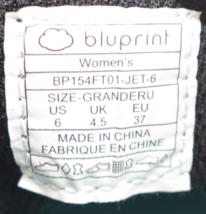 bluprint
Women's
BP154FT01-JET-6
SIZE-GRANDERU
US UK EU
6 4.5 37
MADE IN CHINA
FABRIQUE EN CHINE